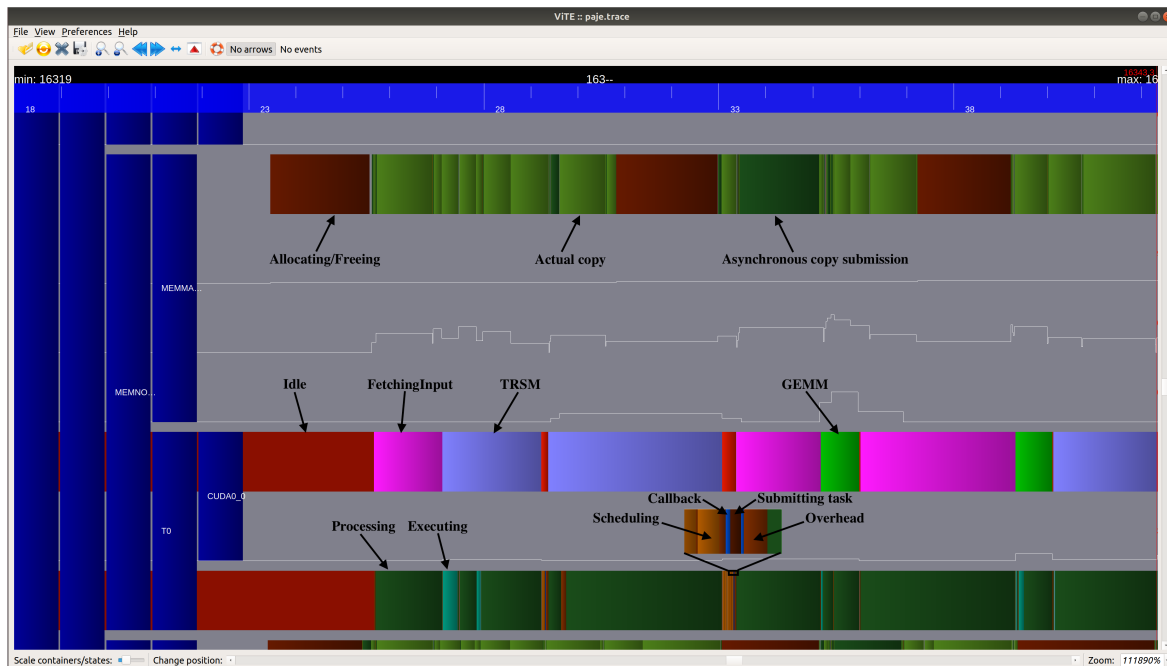 ViTE :: paje.trace
File View Preferences Help
No arrows No events
min: 16319 163-- max: 16
18 23 28 33 38
Allocating/Freeing Actual copy Asynchronous copy submission
MEMMA...
Idle FetchingInput TRSM GEMM
MEMNO...
CUDA0_0 Callback Submitting task
Scheduling Overhead
T0 Processing Executing
Scale containers/states: Change position: Zoom: 111890%